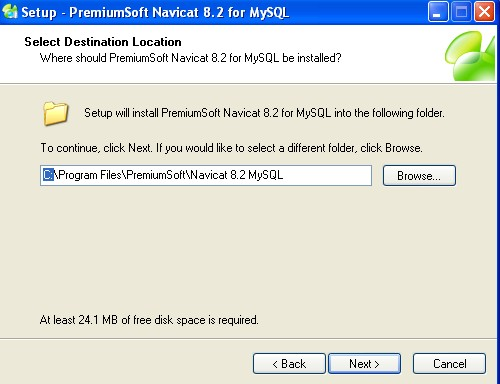 Setup - PremiumSoft Navicat 8.2 for MySQL
Select Destination Location
Where should PremiumSoft Navicat 8.2 for MySQL be installed?
Setup will install PremiumSoft Navicat 8.2 for MySQL into the following folder.
To continue, click Next. If you would like to select a different folder, click Browse.
C:\Program Files\PremiumSoft\Navicat 8.2 MySQL
Browse...
At least 24.1 MB of free disk space is required.
< Back
Next >
Cancel